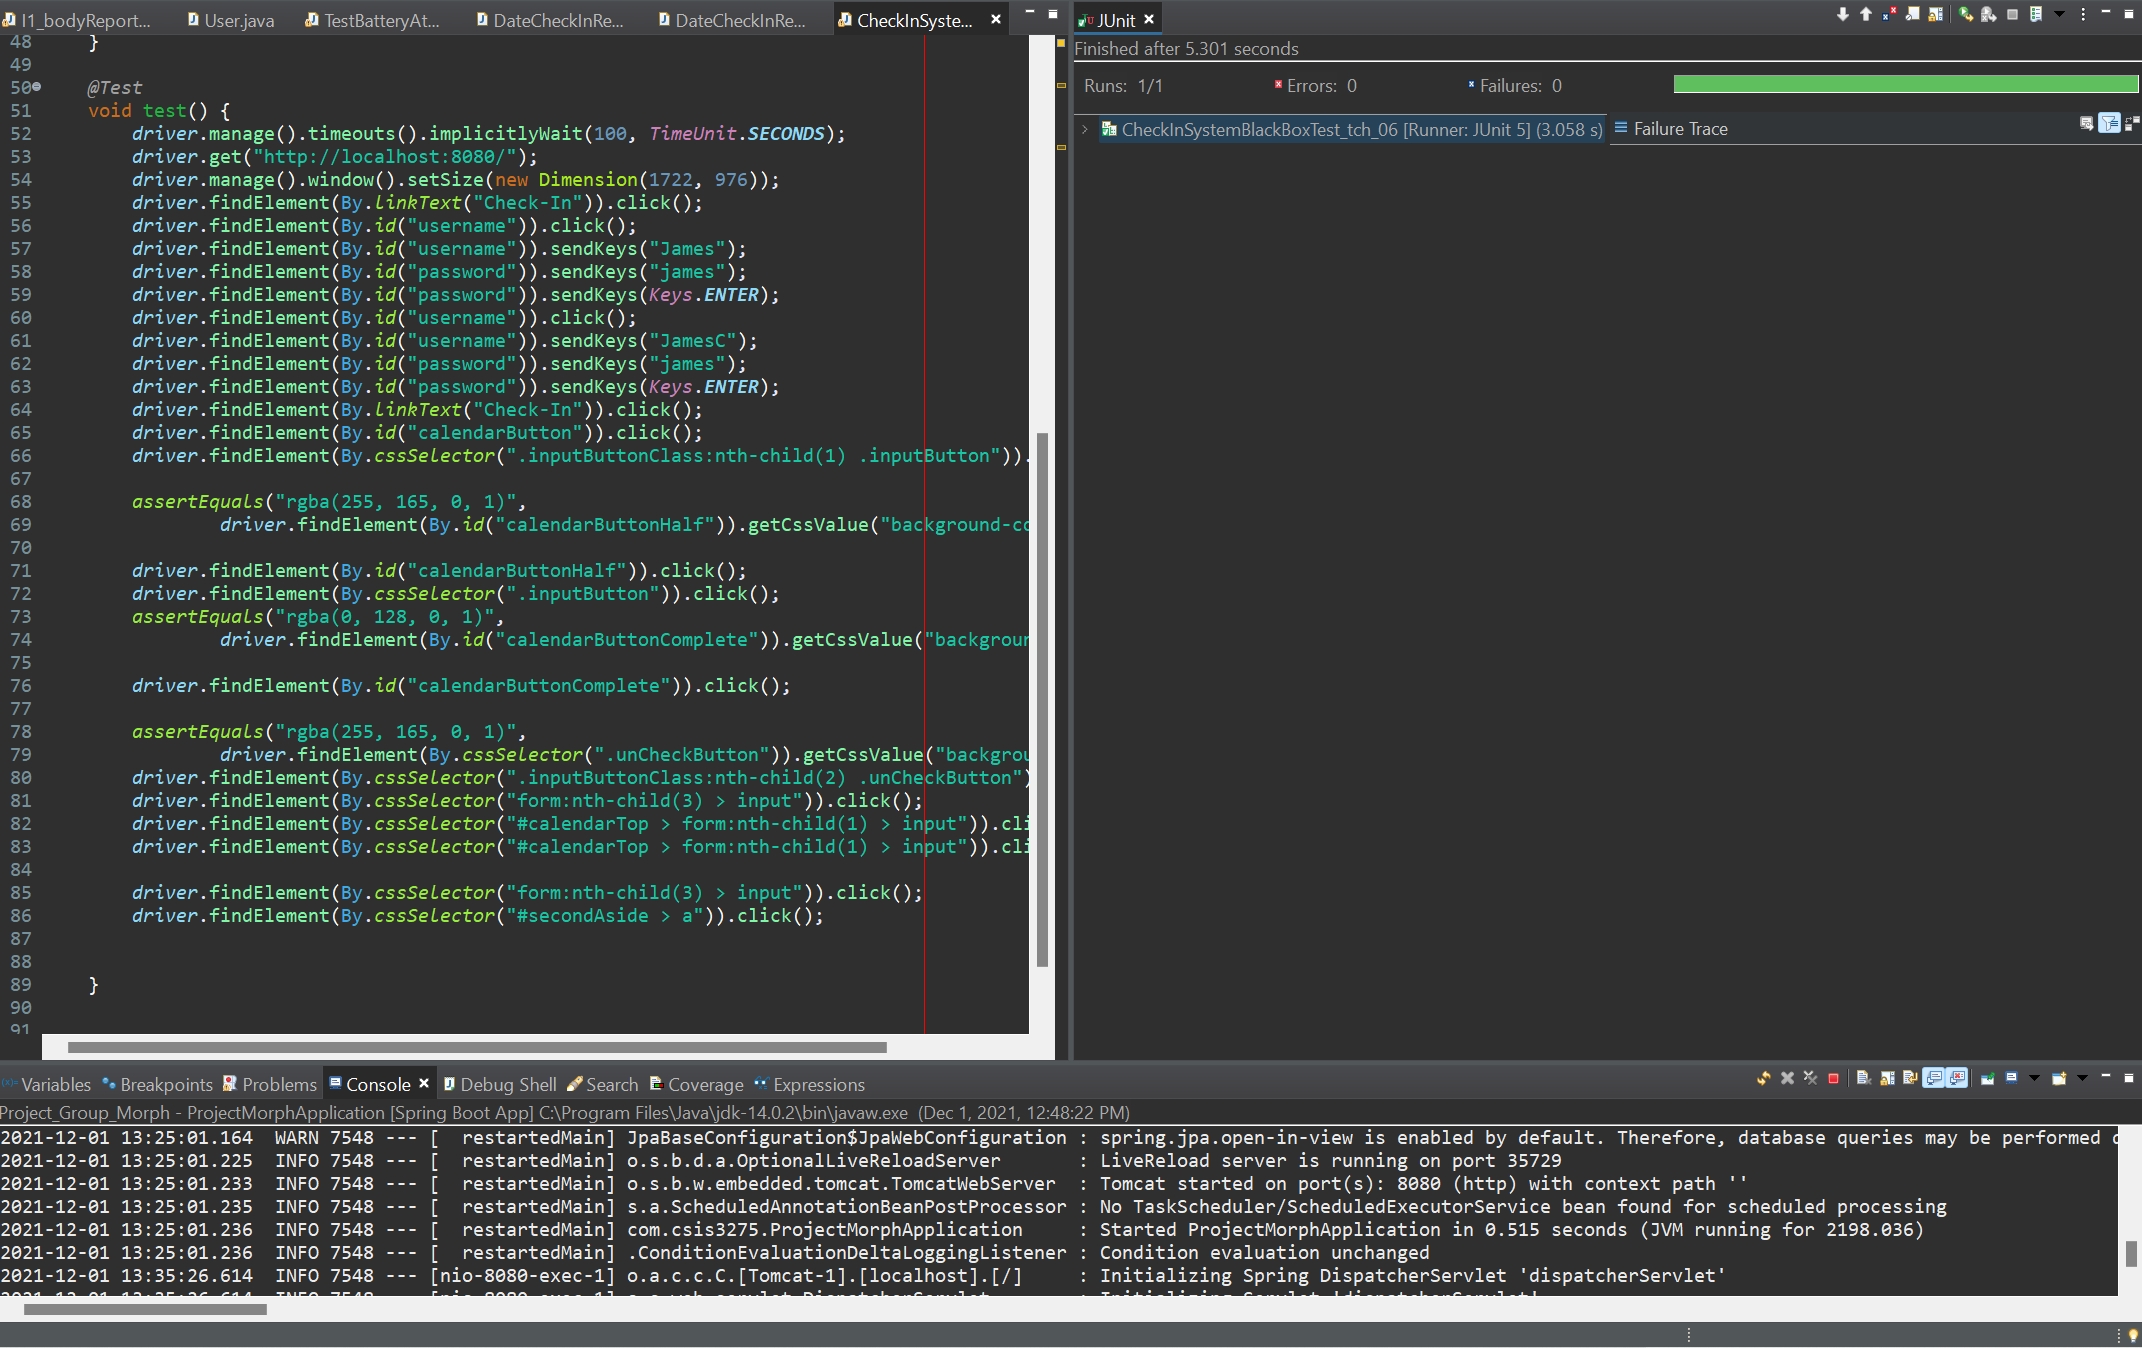 I1_bodyReport... User.java TestBatteryAt... DateCheckInRe... DateCheckInRe... CheckInSyste...
48 }
49
50 @Test
51 void test() {
52 driver.manage().timeouts().implicitlyWait(100, TimeUnit.SECONDS);
53 driver.get("http://localhost:8080/");
54 driver.manage().window().setSize(new Dimension(1722, 976));
55 driver.findElement(By.linkText("Check-In")).click();
56 driver.findElement(By.id("username")).click();
57 driver.findElement(By.id("username")).sendKeys("James");
58 driver.findElement(By.id("password")).sendKeys("james");
59 driver.findElement(By.id("password")).sendKeys(Keys.ENTER);
60 driver.findElement(By.id("username")).click();
61 driver.findElement(By.id("username")).sendKeys("JamesC");
62 driver.findElement(By.id("password")).sendKeys("james");
63 driver.findElement(By.id("password")).sendKeys(Keys.ENTER);
64 driver.findElement(By.linkText("Check-In")).click();
65 driver.findElement(By.id("calendarButton")).click();
66 driver.findElement(By.cssSelector(".inputButtonClass:nth-child(1) .inputButton")).
67
68 assertEquals("rgba(255, 165, 0, 1)",
69 driver.findElement(By.id("calendarButtonHalf")).getCssValue("background-co
70
71 driver.findElement(By.id("calendarButtonHalf")).click();
72 driver.findElement(By.cssSelector(".inputButton")).click();
73 assertEquals("rgba(0, 128, 0, 1)",
74 driver.findElement(By.id("calendarButtonComplete")).getCssValue("backgroun
75
76 driver.findElement(By.id("calendarButtonComplete")).click();
77
78 assertEquals("rgba(255, 165, 0, 1)",
79 driver.findElement(By.cssSelector(".unCheckButton")).getCssValue("backgrou
80 driver.findElement(By.cssSelector(".inputButtonClass:nth-child(2) .unCheckButton")
81 driver.findElement(By.cssSelector("form:nth-child(3) > input")).click();
82 driver.findElement(By.cssSelector("#calendarTop > form:nth-child(1) > input")).cli
83 driver.findElement(By.cssSelector("#calendarTop > form:nth-child(1) > input")).cli
84
85 driver.findElement(By.cssSelector("form:nth-child(3) > input")).click();
86 driver.findElement(By.cssSelector("#secondAside > a")).click();
87
88
89 }
90
91
JUnit
Finished after 5.301 seconds
Runs: 1/1 Errors: 0 Failures: 0
CheckInSystemBlackBoxTest_tch_06 [Runner: JUnit 5] (3.058 s) Failure Trace
Variables Breakpoints Problems Console Debug Shell Search Coverage Expressions
Project_Group_Morph - ProjectMorphApplication [Spring Boot App] C:\Program Files\Java\jdk-14.0.2\bin\javaw.exe (Dec 1, 2021, 12:48:22 PM)
2021-12-01 13:25:01.164 WARN 7548 --- [ restartedMain] JpaBaseConfiguration$JpaWebConfiguration : spring.jpa.open-in-view is enabled by default. Therefore, database queries may be performed
2021-12-01 13:25:01.225 INFO 7548 --- [ restartedMain] o.s.b.d.a.OptionalLiveReloadServer : LiveReload server is running on port 35729
2021-12-01 13:25:01.233 INFO 7548 --- [ restartedMain] o.s.b.w.embedded.tomcat.TomcatWebServer : Tomcat started on port(s): 8080 (http) with context path ''
2021-12-01 13:25:01.235 INFO 7548 --- [ restartedMain] s.a.ScheduledAnnotationBeanPostProcessor : No TaskScheduler/ScheduledExecutorService bean found for scheduled processing
2021-12-01 13:25:01.236 INFO 7548 --- [ restartedMain] com.csis3275.ProjectMorphApplication : Started ProjectMorphApplication in 0.515 seconds (JVM running for 2198.036)
2021-12-01 13:25:01.236 INFO 7548 --- [ restartedMain] .ConditionEvaluationDeltaLoggingListener : Condition evaluation unchanged
2021-12-01 13:35:26.614 INFO 7548 --- [nio-8080-exec-1] o.a.c.c.C.[Tomcat-1].[localhost].[/] : Initializing Spring DispatcherServlet 'dispatcherServlet'